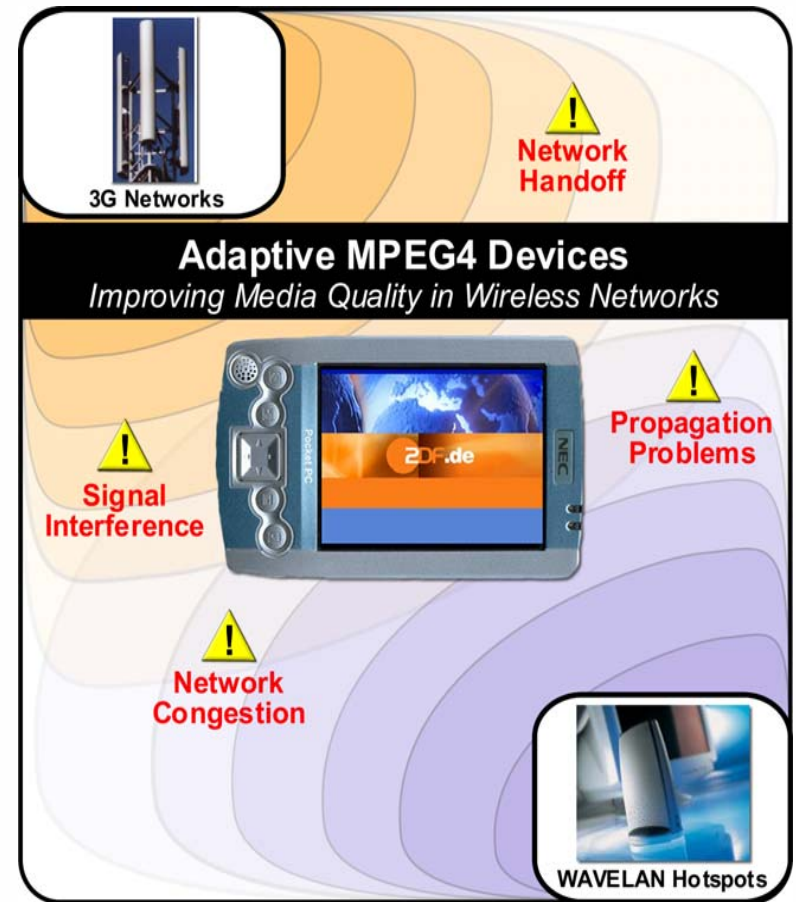 3G Networks
!
Network
Handoff
Adaptive MPEG4 Devices
Improving Media Quality in Wireless Networks
!
Propagation
Problems
Pocket PC
2DF.de
NEC
!
Signal
Interference
!
Network
Congestion
WAVELAN Hotspots